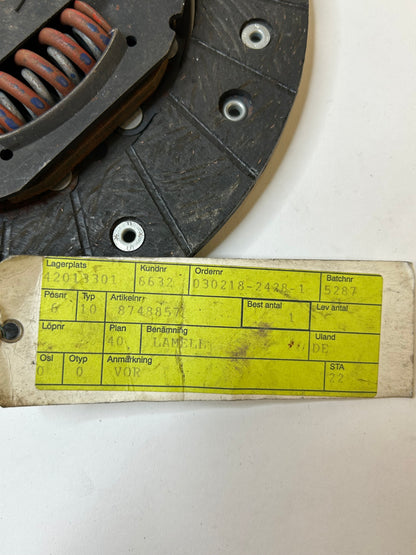 Lagerplats Kundnr Ordernr Batchnr
42013301 6632 030218-2428-1 5287
Posnr Typ Artikelnr Best antal Lev antal
6 10 8748857 1
Löpnr Plan Benämning Uland
40 LAMELL DE
Osl Otyp Anmärkning STA
0 0 VOR 22